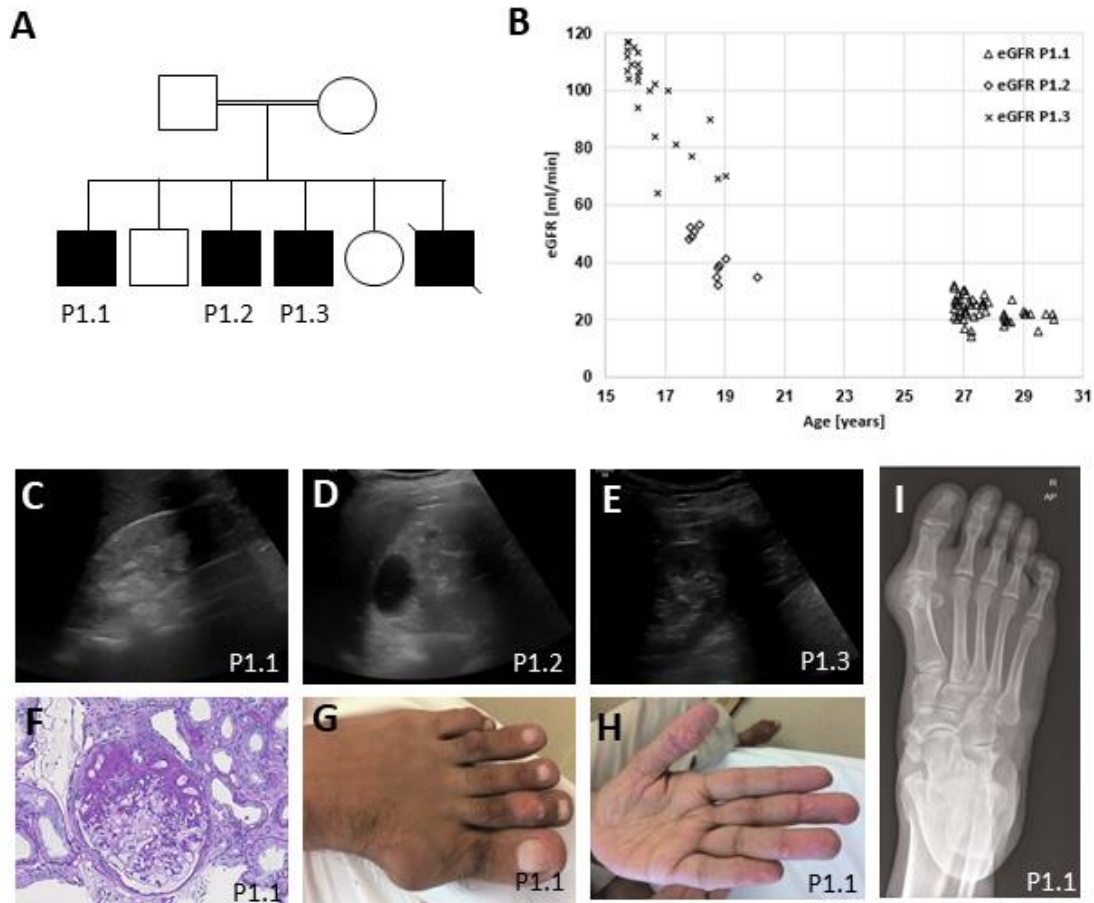 A
P1.1
P1.2
P1.3
B
eGFR [ml/min]
120
100
80
60
40
20
0
15
17
19
21
23
25
27
29
31
Age [years]
eGFR P1.1
eGFR P1.2
eGFR P1.3
C
P1.1
D
P1.2
E
P1.3
F
P1.1
G
P1.1
H
P1.1
I
R
AP
P1.1